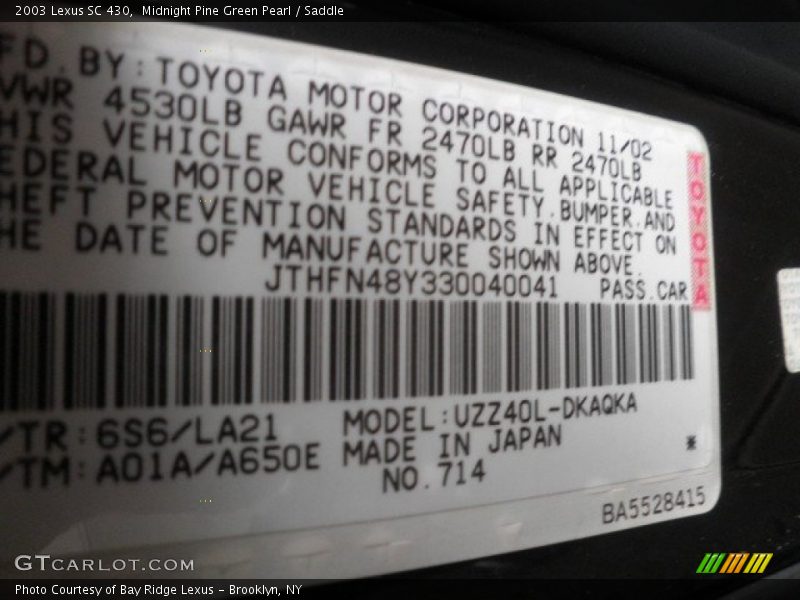 2003 Lexus SC 430, Midnight Pine Green Pearl / Saddle
FD. BY: TOYOTA MOTOR CORPORATION 11/02
VWR 4530LB GAWR FR 2470LB RR 2470LB
HIS VEHICLE CONFORMS TO ALL APPLICABLE
EDERAL MOTOR VEHICLE SAFETY, BUMPER, AND
HEFT PREVENTION STANDARDS IN EFFECT ON
HE DATE OF MANUFACTURE SHOWN ABOVE.
JTHFN48Y330040041 PASS. CAR
TOYOTA
/TR: 6S6/LA21 MODEL: UZZ40L-DKAQKA
/TM: A01A/A650E MADE IN JAPAN
NO. 714
BA5528415
GTCARLOT.COM
Photo Courtesy of Bay Ridge Lexus - Brooklyn, NY